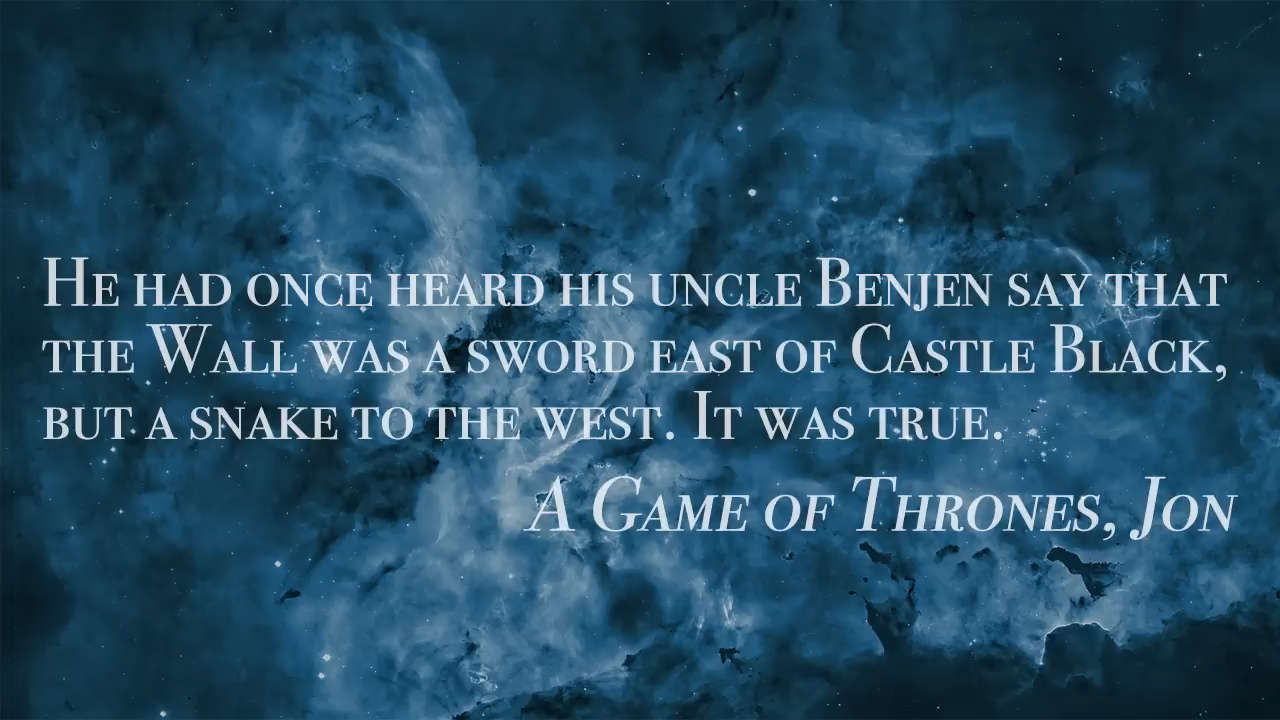 He had once heard his uncle Benjen say that
the Wall was a sword east of Castle Black,
but a snake to the west. It was true.
A Game of Thrones, Jon